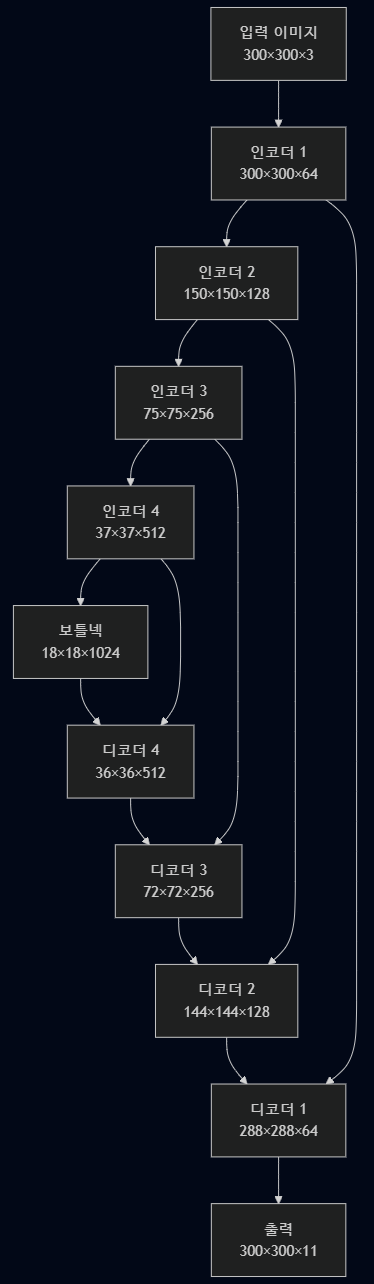 입력 이미지
300×300×3
인코더 1
300×300×64
인코더 2
150×150×128
인코더 3
75×75×256
인코더 4
37×37×512
보틀넥
18×18×1024
디코더 4
36×36×512
디코더 3
72×72×256
디코더 2
144×144×128
디코더 1
288×288×64
출력
300×300×11